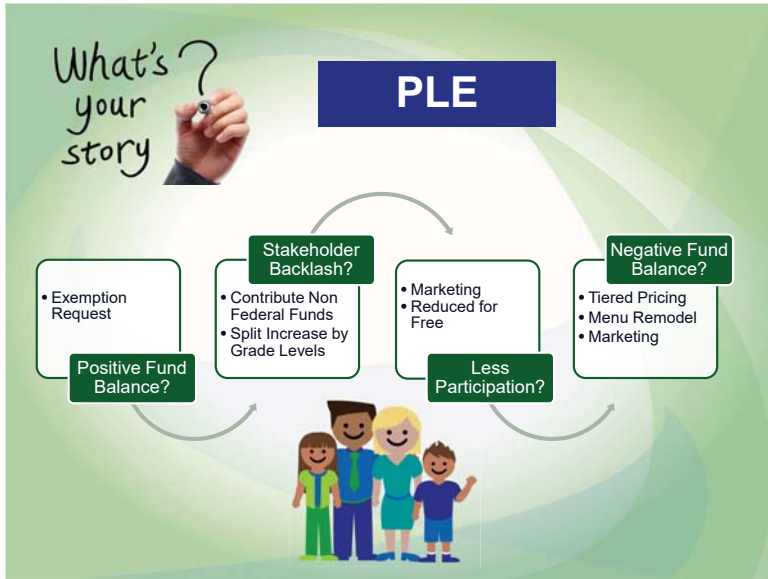 What's
your
story
?
PLE
• Exemption
Request
Positive Fund
Balance?
Stakeholder
Backlash?
• Contribute Non
Federal Funds
• Split Increase by
Grade Levels
• Marketing
• Reduced for
Free
Less
Participation?
Negative Fund
Balance?
• Tiered Pricing
• Menu Remodel
• Marketing